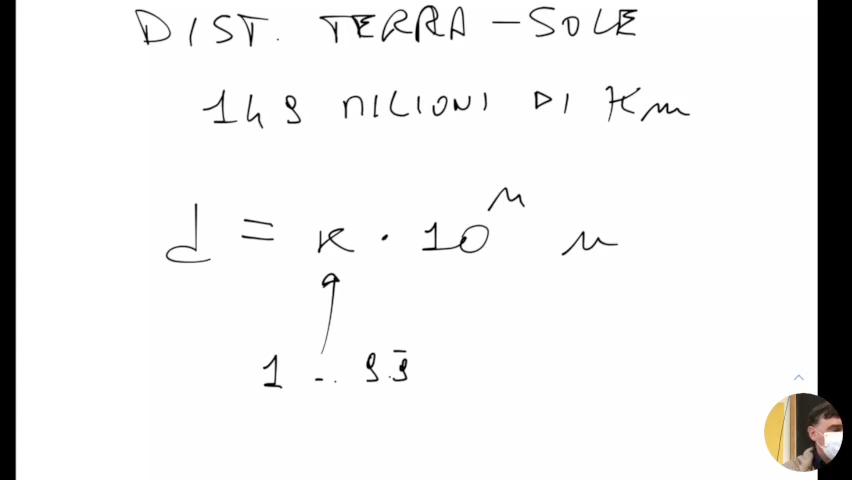 DIST. TERRA - SOLE
149 MILIONI DI Km
d = k · 10^n m
1 - 9.9̅